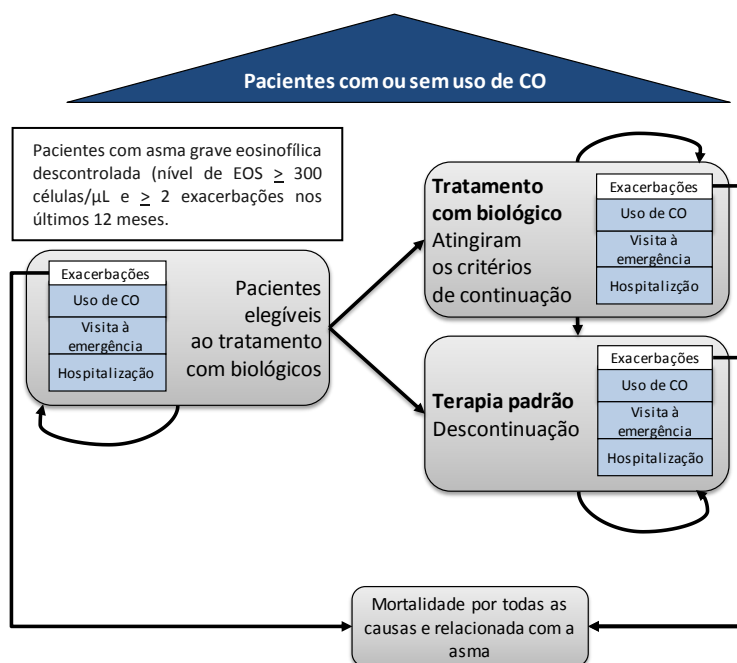 Pacientes com ou sem uso de CO
Pacientes com asma grave eosinofílica
descontrolada (nível de EOS ≥ 300
células/μL e ≥ 2 exacerbações nos
últimos 12 meses.
Exacerbações
Uso de CO
Visita à
emergência
Hospitalização
Pacientes
elegíveis
ao tratamento
com biológicos
Tratamento
com biológico
Atingiram
os critérios
de continuação
Exacerbações
Uso de CO
Visita à
emergência
Hospitalizção
Terapia padrão
Descontinuação
Exacerbações
Uso de CO
Visita à
emergência
Hospitalização
Mortalidade por todas as
causas e relacionada com a
asma